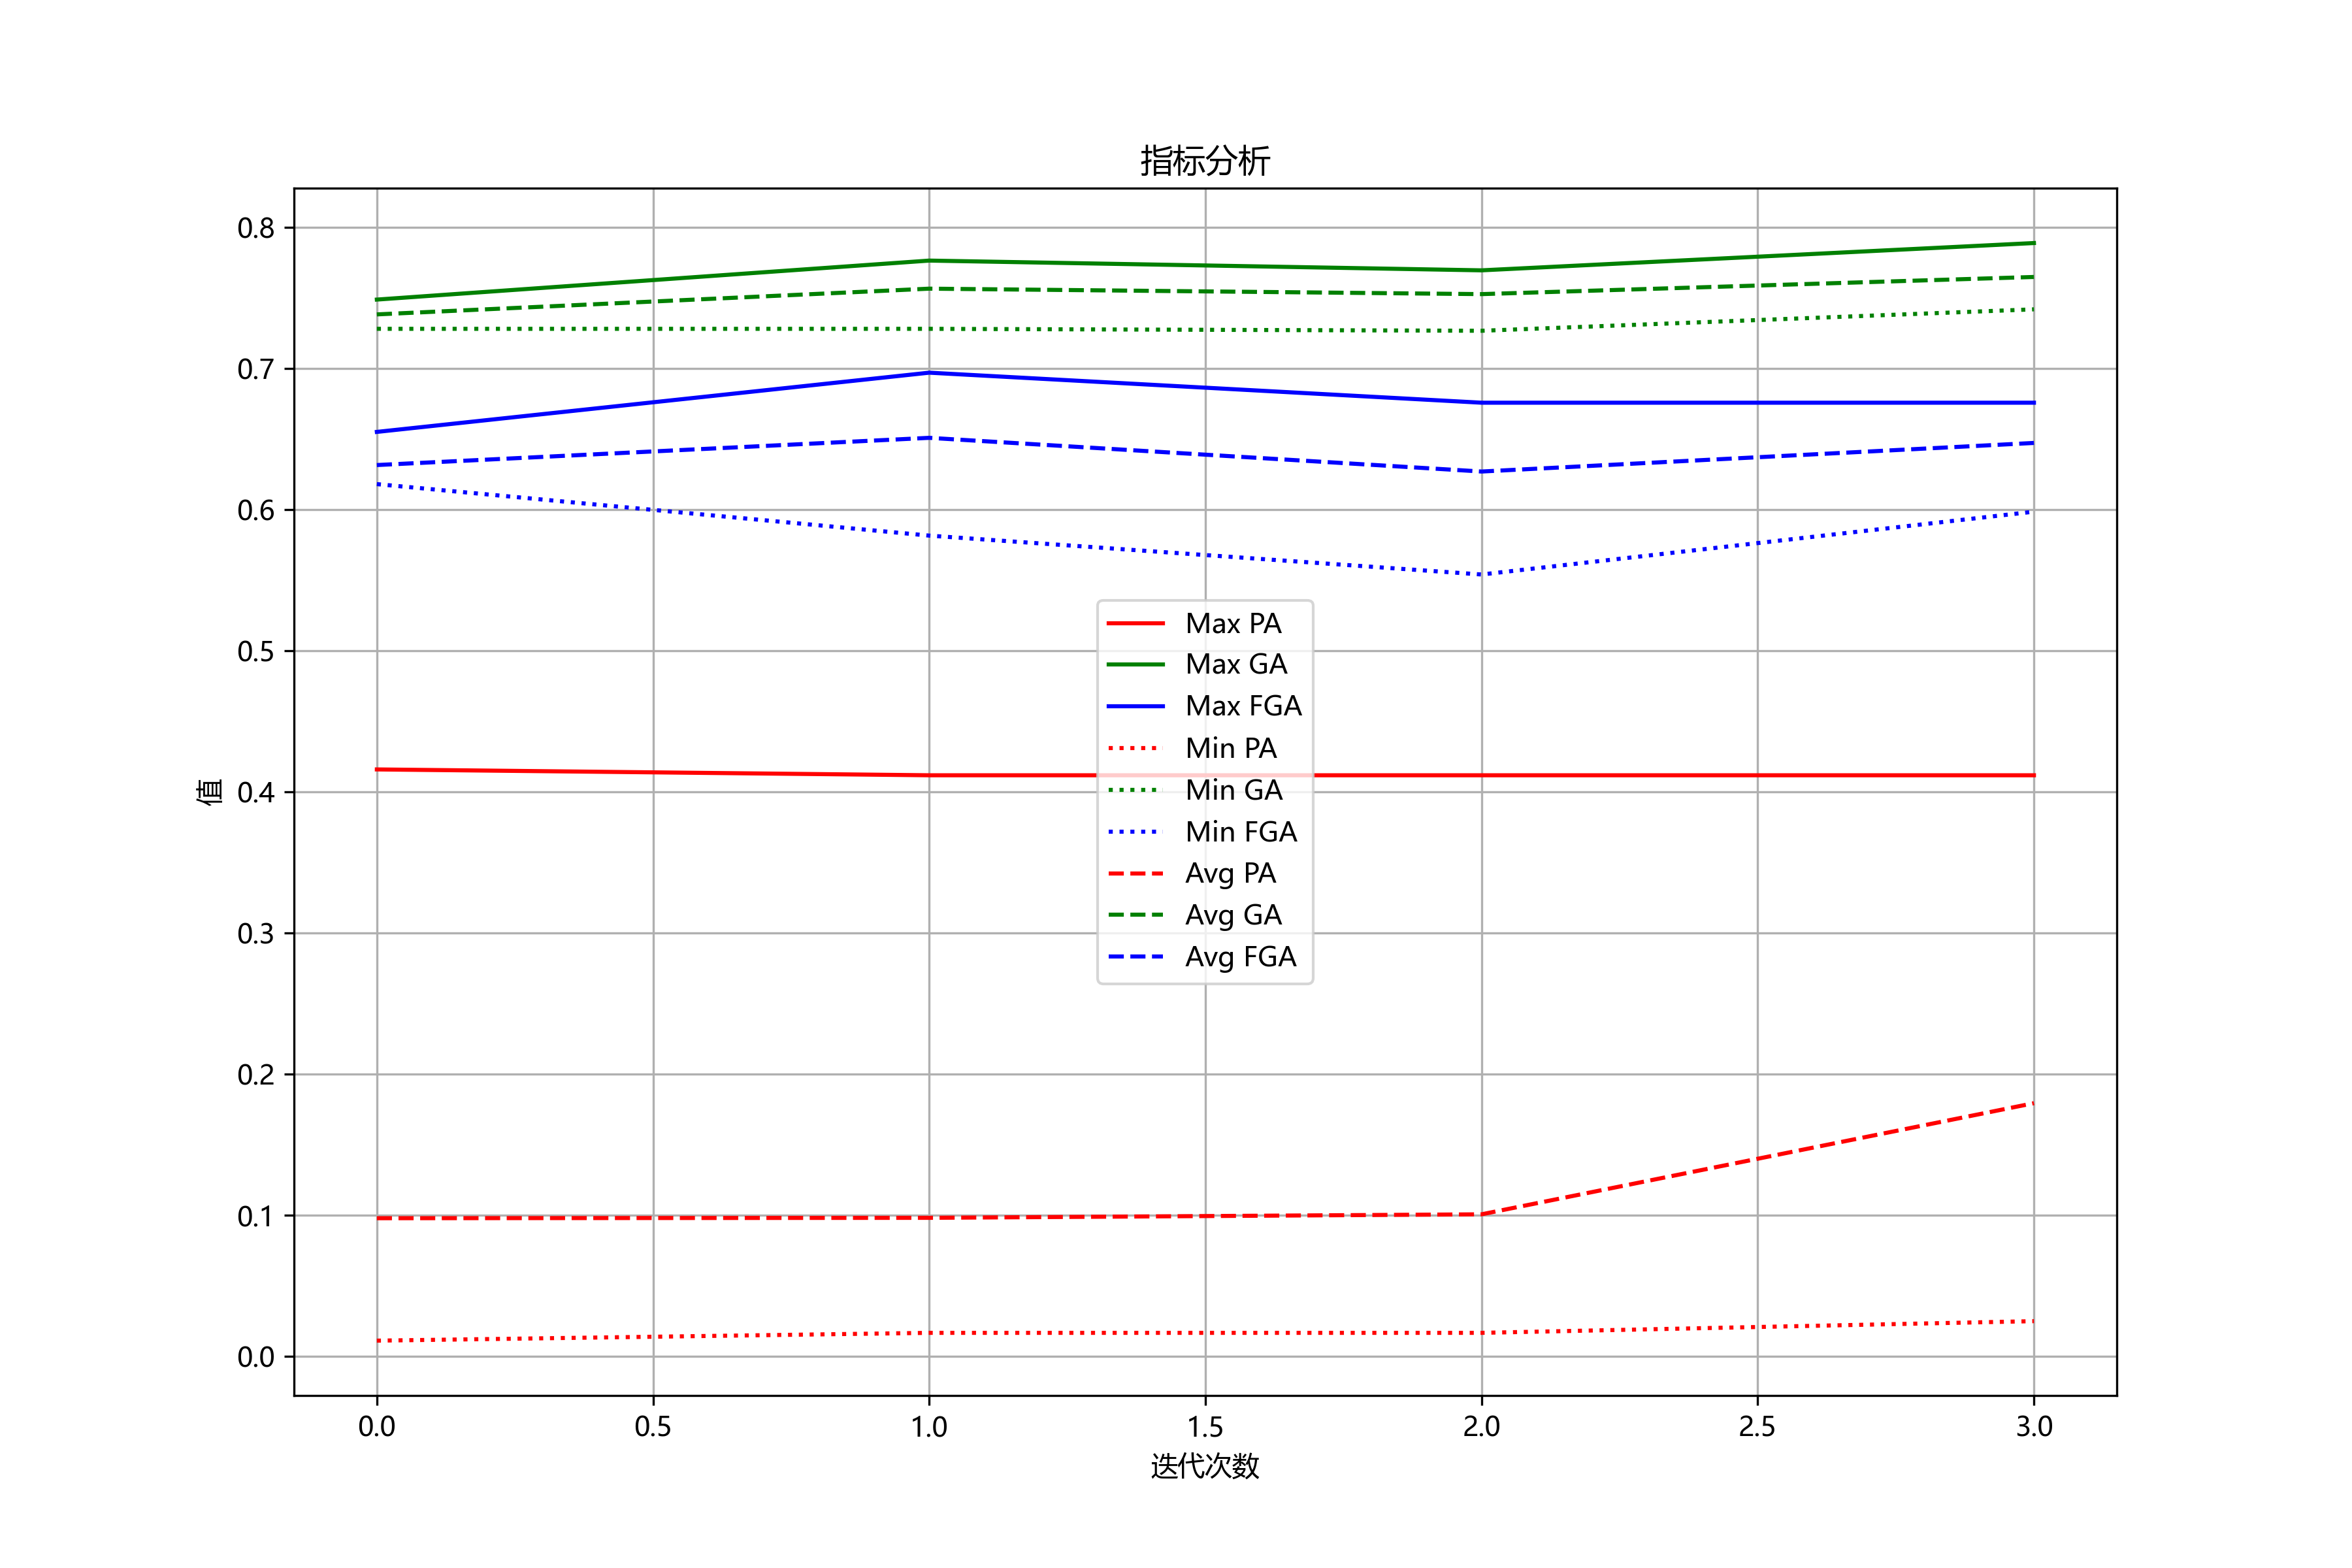 指标分析
0.8
0.7
0.6
0.5
0.4
0.3
0.2
0.1
0.0
值
Max PA
Max GA
Max FGA
Min PA
Min GA
Min FGA
Avg PA
Avg GA
Avg FGA
0.0 0.5 1.0 1.5 2.0 2.5 3.0
迭代次数